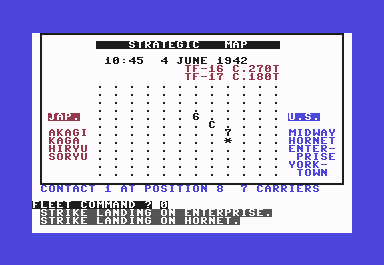 STRATEGIC MAP
10:45 4 JUNE 1942
TF-16 C.270T
TF-17 C.180T
6
JAP.
U.S.
C
7
AKAGI
MIDWAY
KAGA
*
HORNET
HIRYU
ENTER-
SORYU
PRISE
YORK-
TOWN
CONTACT 1 AT POSITION 8 7 CARRIERS
FLEET COMMAND ? 0
STRIKE LANDING ON ENTERPRISE.
STRIKE LANDING ON HORNET.